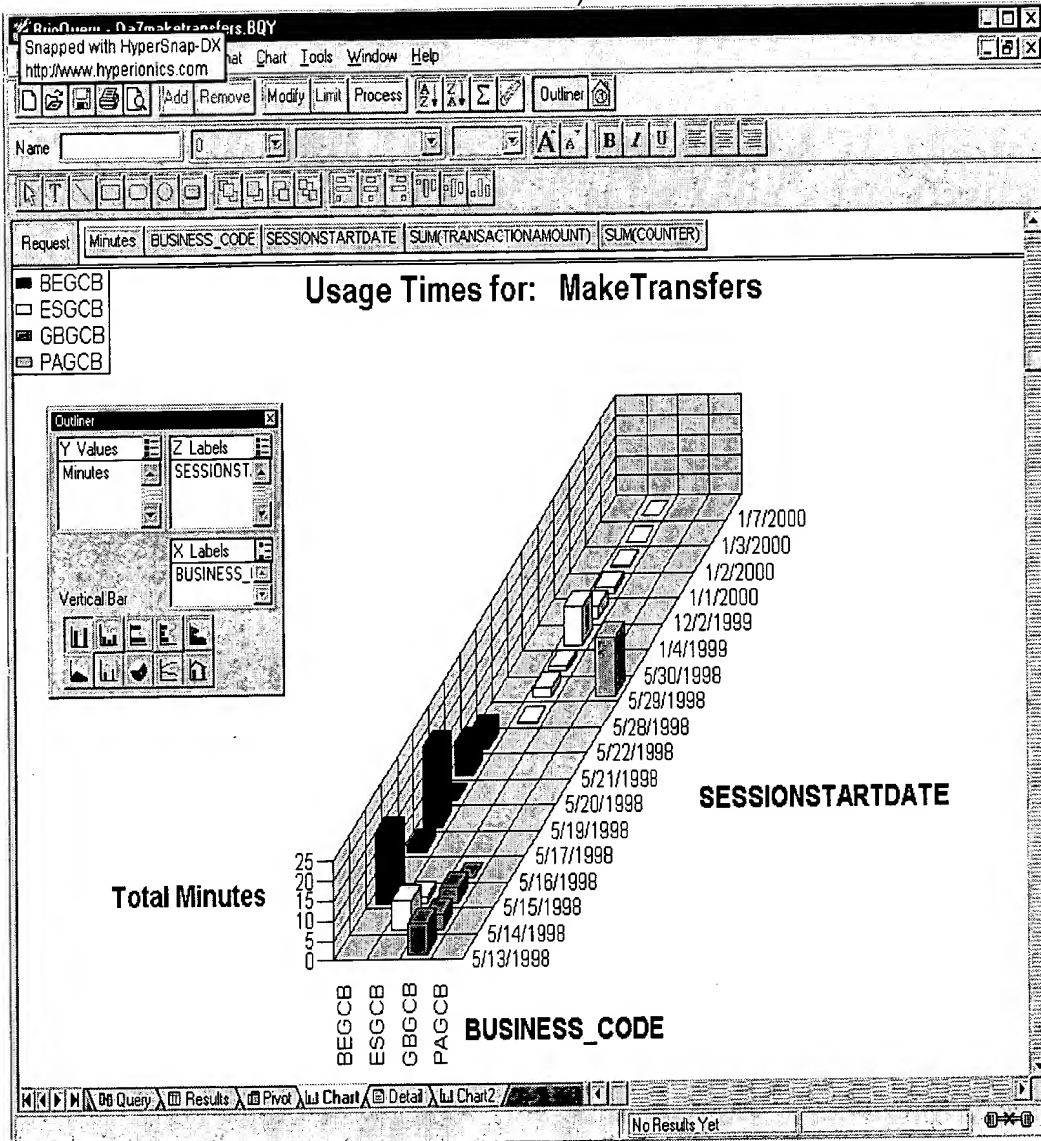 BrioQuery - Da7maketransfers.BQY
Snapped with HyperSnap-DX
http://www.hyperionics.com
hat Chart Tools Window Help
Add Remove Modify Limit Process Outliner
Name 0
A A B I U
T
Request Minutes BUSINESS_CODE SESSIONSTARTDATE SUM(TRANSACTIONAMOUNT) SUM(COUNTER)
BEGCB
ESGCB
GBGCB
PAGCB
Usage Times for: MakeTransfers
Outliner
Y Values Z Labels
Minutes SESSIONST.
X Labels
BUSINESS_
Vertical Bar
1/7/2000
1/3/2000
1/2/2000
1/1/2000
12/2/1999
1/4/1999
5/30/1998
5/29/1998
5/28/1998
5/22/1998
5/21/1998
5/20/1998
5/19/1998
5/17/1998
5/16/1998
5/15/1998
5/14/1998
5/13/1998
SESSIONSTARTDATE
Total Minutes
25
20
15
10
5
0
BEGCB
ESGCB
GBGCB
PAGCB
BUSINESS_CODE
Query Results Pivot Chart Detail Chart2
No Results Yet